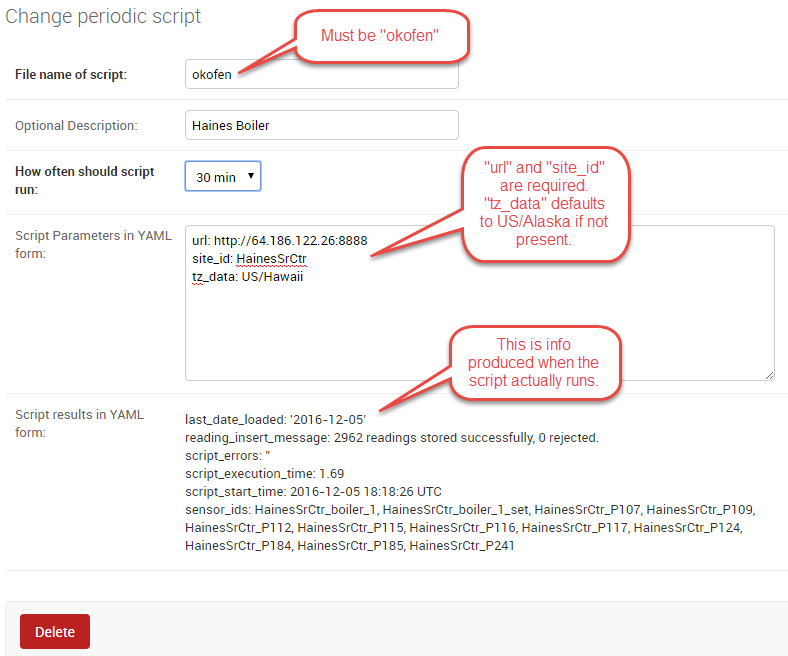 Change periodic script
Must be "okofen"
File name of script:
okofen
Optional Description:
Haines Boiler
How often should script
run:
30 min
"url" and "site_id"
are required.
"tz_data" defaults
to US/Alaska if not
present.
Script Parameters in YAML
form:
url: http://64.186.122.26:8888
site_id: HainesSrCtr
tz_data: US/Hawaii
This is info
produced when the
script actually runs.
Script results in YAML
form:
last_date_loaded: '2016-12-05'
reading_insert_message: 2962 readings stored successfully, 0 rejected.
script_errors: ''
script_execution_time: 1.69
script_start_time: 2016-12-05 18:18:26 UTC
sensor_ids: HainesSrCtr_boiler_1, HainesSrCtr_boiler_1_set, HainesSrCtr_P107, HainesSrCtr_P109,
HainesSrCtr_P112, HainesSrCtr_P115, HainesSrCtr_P116, HainesSrCtr_P117, HainesSrCtr_P124,
HainesSrCtr_P184, HainesSrCtr_P185, HainesSrCtr_P241
Delete